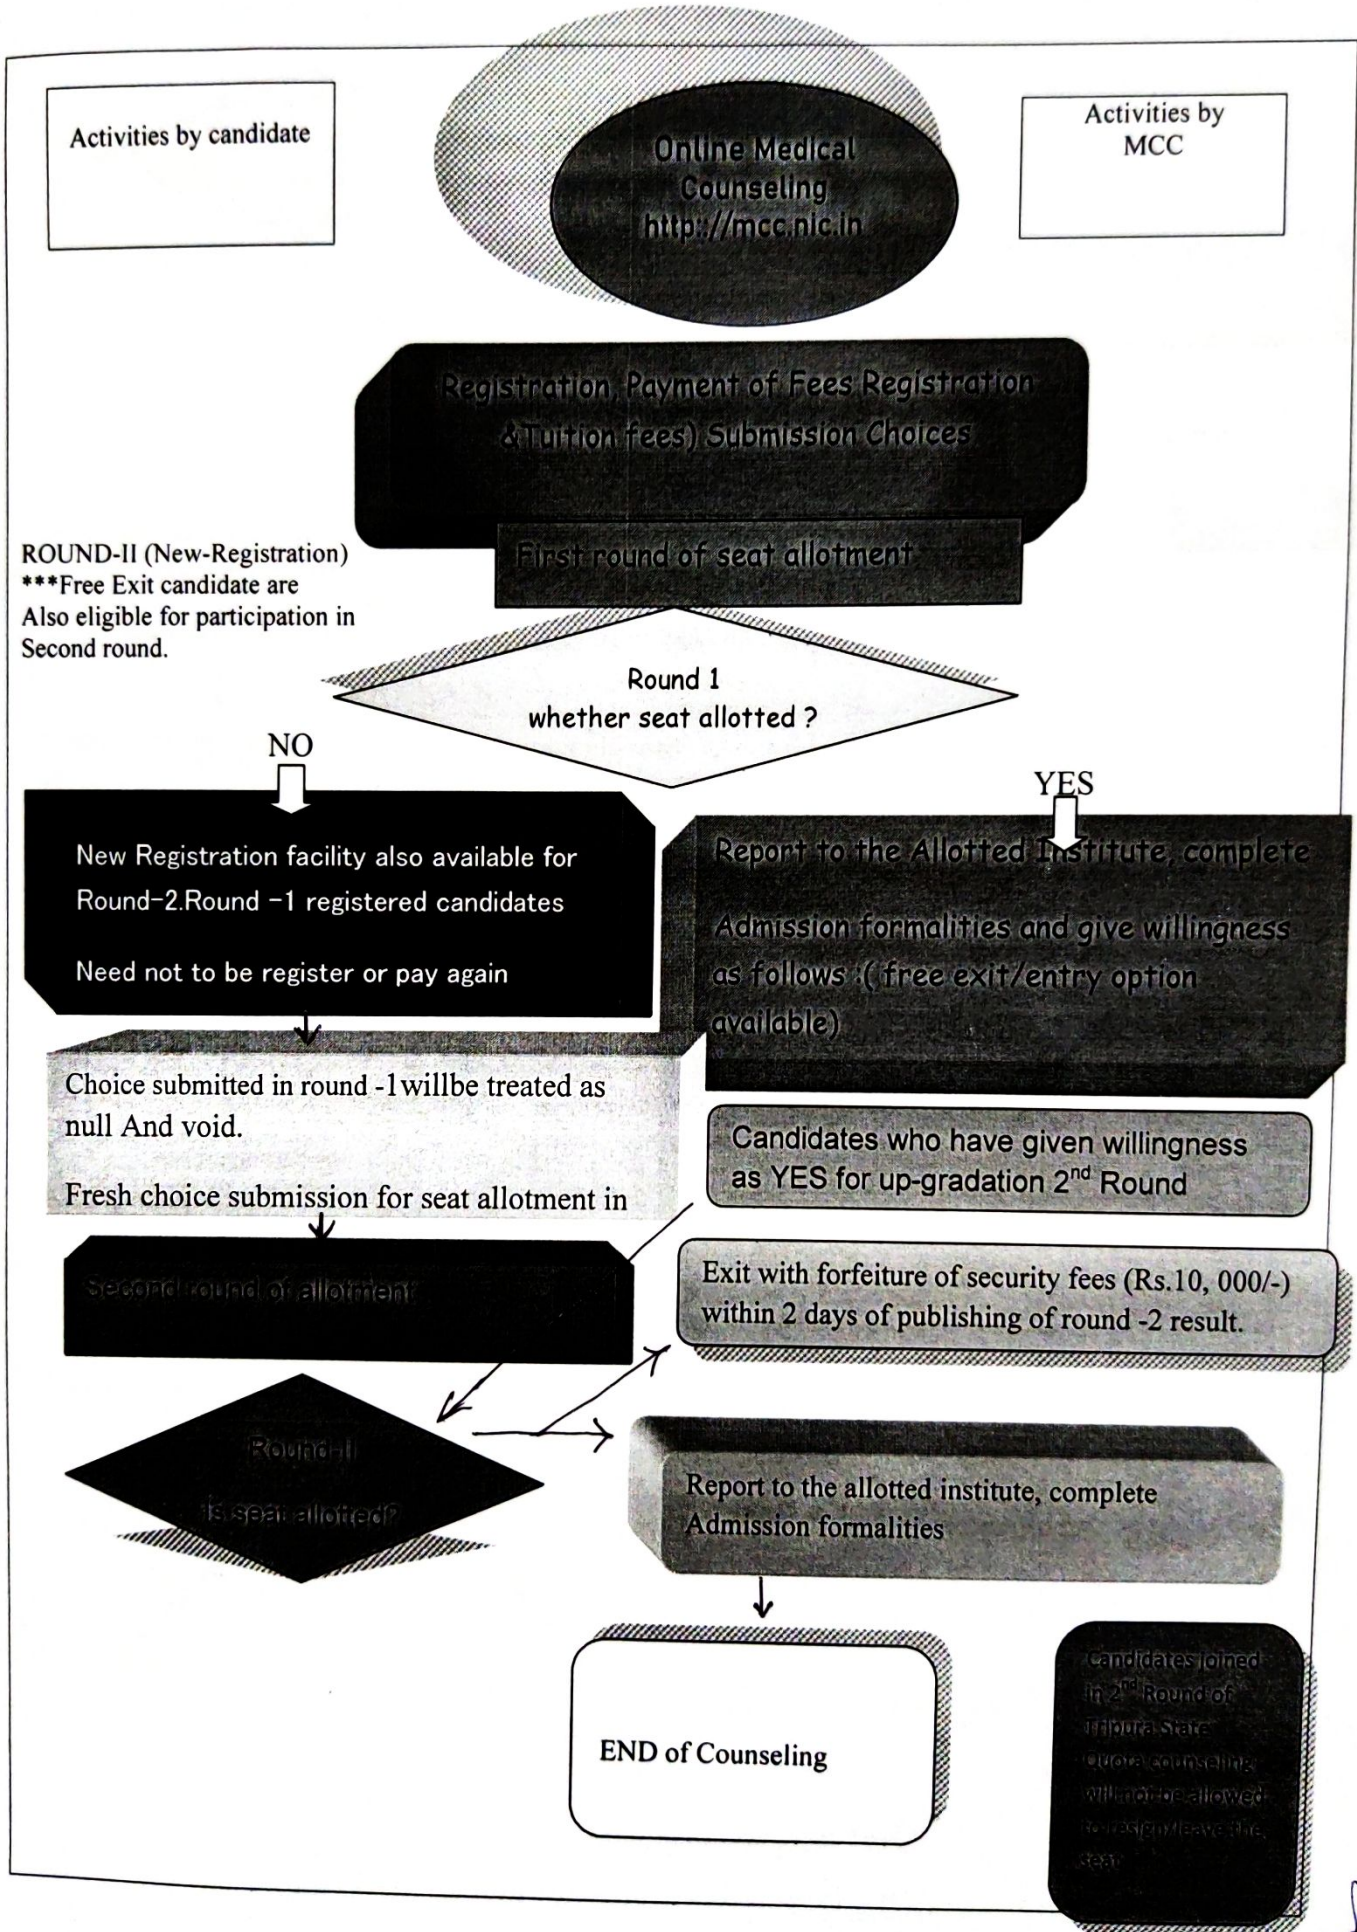 Activities by candidate
Online Medical
Counseling
http://mcc.nic.in
Activities by
MCC
Registration, Payment of Fees Registration
&Tuition fees) Submission Choices
First round of seat allotment
ROUND-II (New-Registration)
***Free Exit candidate are
Also eligible for participation in
Second round.
Round 1
whether seat allotted ?
NO
YES
New Registration facility also available for
Round-2.Round -1 registered candidates
Need not to be register or pay again
Report to the Allotted Institute, complete
Admission formalities and give willingness
as follows :( free exit/entry option
available)
Choice submitted in round -1willbe treated as
null And void.
Fresh choice submission for seat allotment in
Candidates who have given willingness
as YES for up-gradation 2nd Round
Second round of allotment
Exit with forfeiture of security fees (Rs.10, 000/-)
within 2 days of publishing of round -2 result.
Round-II
is seat allotted?
Report to the allotted institute, complete
Admission formalities
END of Counseling
Candidates joined
in 2nd Round of
Tripura State
Quota counseling
will not be allowed
to resign/leave the
seat